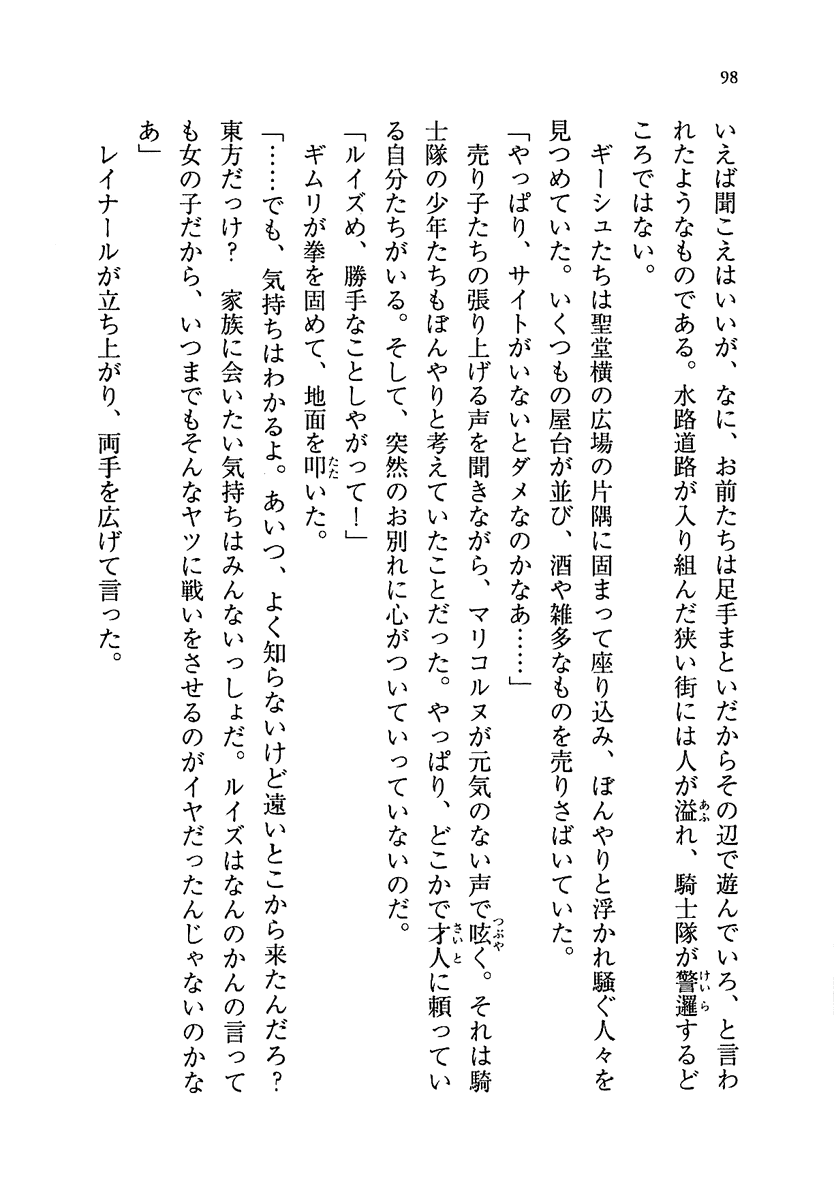 98
いえば聞こえはいいが、なに、お前たちは足手まといだからその辺で遊んでいろ、と言わ
れたようなものである。水路道路が入り組んだ狭い街には人が溢れ、騎士隊が警邏するど
ころではない。
ギーシュたちは聖堂横の広場の片隅に固まって座り込み、ぼんやりと浮かれ騒ぐ人々を
見つめていた。いくつもの屋台が並び、酒や雑多なものを売りさばいていた。
「やっぱり、サイトがいないとダメなのかなあ……」
売り子たちの張り上げる声を聞きながら、マリコルヌが元気のない声で呟く。それは騎
士隊の少年たちもぼんやりと考えていたことだった。やっぱり、どこかで才人に頼ってい
る自分たちがいる。そして、突然のお別れに心がついていっていないのだ。
「ルイズめ、勝手なことしやがって！」
ギムリが拳を固めて、地面を叩いた。
「……でも、気持ちはわかるよ。あいつ、よく知らないけど遠いとこから来たんだろ？
東方だっけ？　家族に会いたい気持ちはみんないっしょだ。ルイズはなんのかんの言って
も女の子だから、いつまでもそんなヤツに戦いをさせるのがイヤだったんじゃないのかな
あ」
レイナールが立ち上がり、両手を広げて言った。